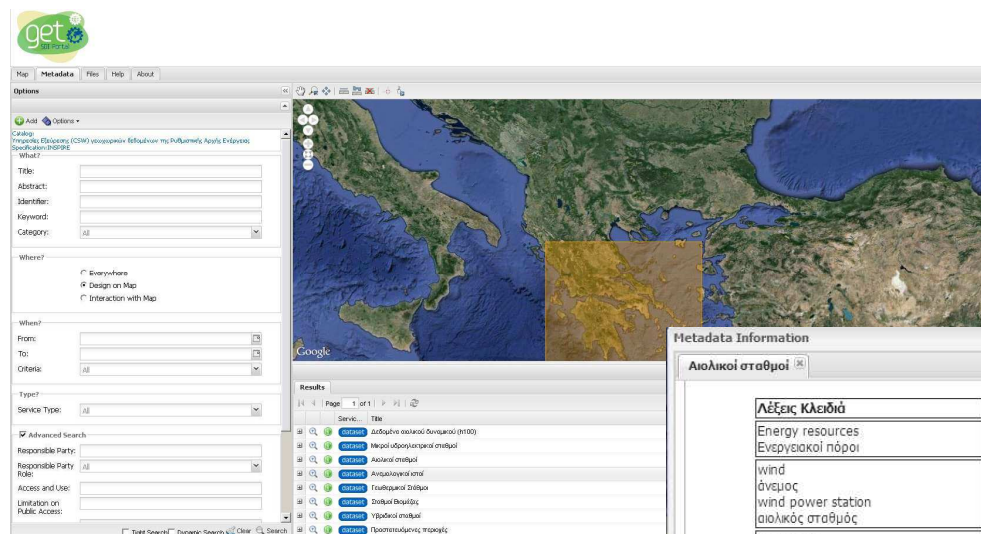 get
SDI Portal
Map Metadata Files Help About
Options
Add Options
Catalog:
Υπηρεσίες Εξεύρεσης (CSW) γεωχωρικών δεδομένων της Ρυθμιστικής Αρχής Ενέργειας
Specification:INSPIRE
What?
Title:
Abstract:
Identifier:
Keyword:
Category: All
Where?
Everywhere
Design on Map
Interaction with Map
When?
From:
To:
Criteria: All
Type?
Service Type: All
Advanced Search
Responsible Party:
Responsible Party Role: All
Access and Use:
Limitation on Public Access:
Tight Search Dynamic Search Clear Search
Google
Results
Page 1 of 1
Servic... Title
dataset Δεδομένα αιολικού δυναμικού (h100)
dataset Μικροί υδροηλεκτρικοί σταθμοί
dataset Αιολικοί σταθμοί
dataset Ανεμολογικοί ιστοί
dataset Γεωθερμικοί Στάθμοι
dataset Σταθμοί Βιομάζας
dataset Υβριδικοί σταθμοί
dataset Προστατευόμενες περιοχές
Metadata Information
Αιολικοί σταθμοί
Λέξεις Κλειδιά
Energy resources
Ενεργειακοί πόροι
wind
άνεμος
wind power station
αιολικός σταθμός